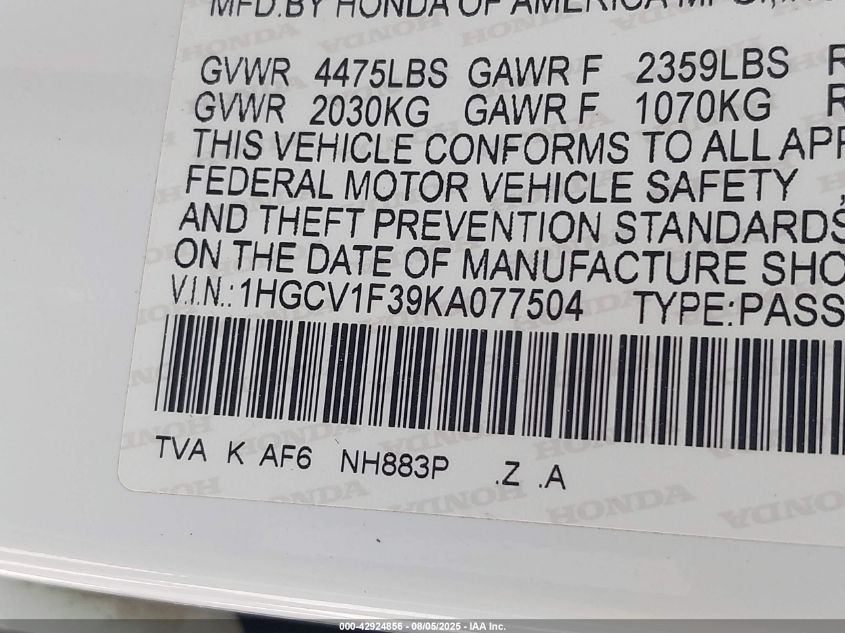 MFD.BY HONDA OF AMERICA MFG.,
GVWR 4475LBS GAWR F 2359LBS R
GVWR 2030KG GAWR F 1070KG R
THIS VEHICLE CONFORMS TO ALL APP
FEDERAL MOTOR VEHICLE SAFETY ,
AND THEFT PREVENTION STANDARDS
ON THE DATE OF MANUFACTURE SHO
V.I.N.: 1HGCV1F39KA077504 TYPE:PASS
TVA K AF6 NH883P .Z .A
000-42924856 - 08/05/2025 - IAA Inc.